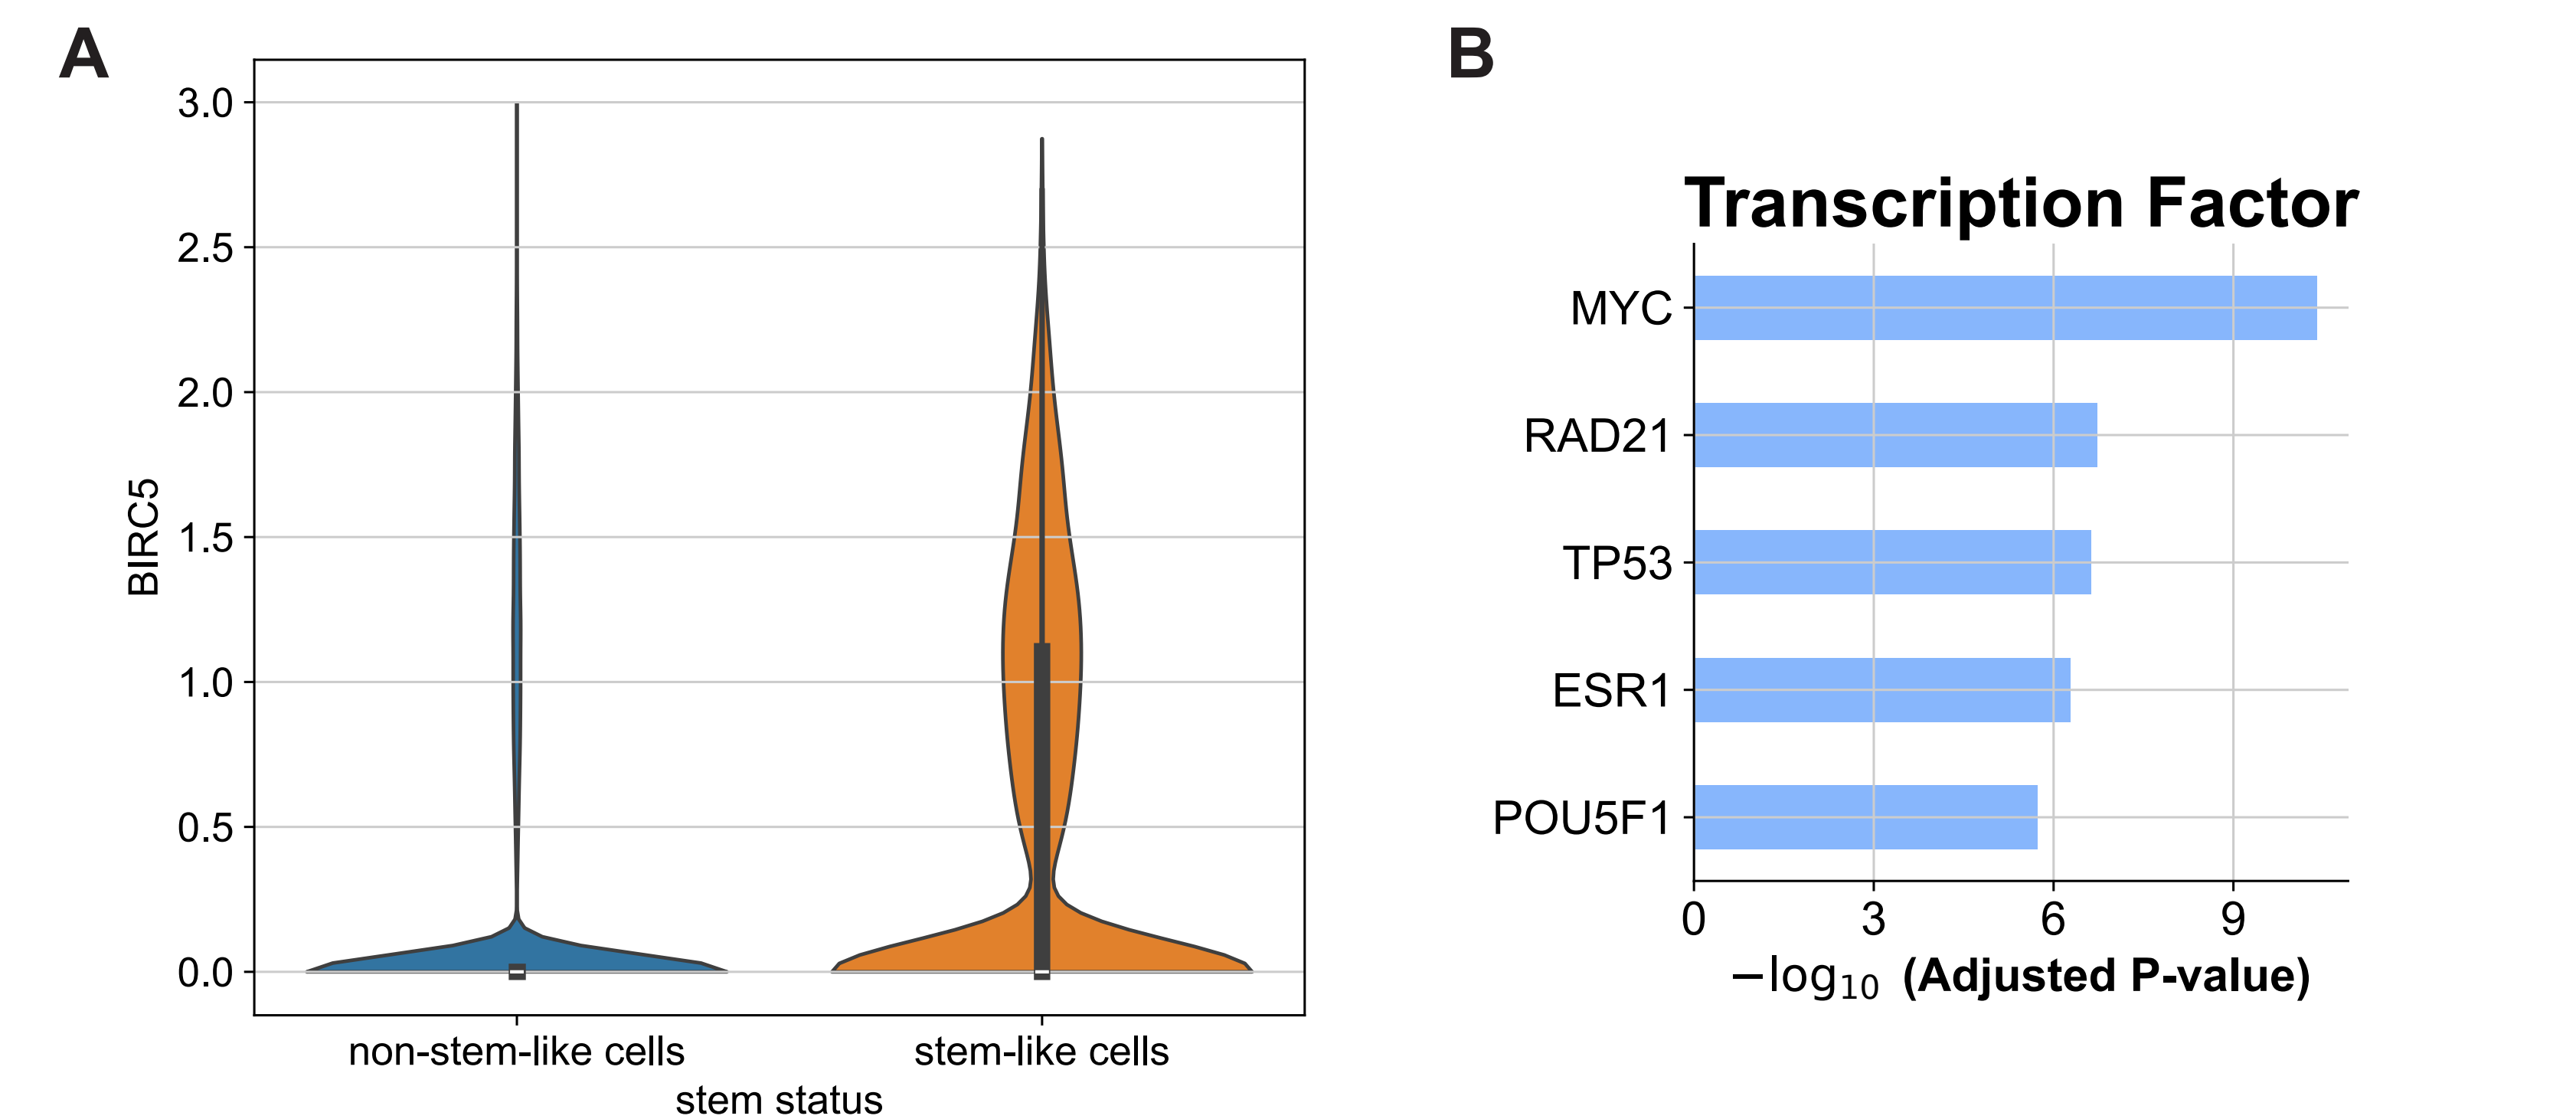 A
3.0
2.5
2.0
1.5
1.0
0.5
0.0
BIRC5
non-stem-like cells
stem-like cells
stem status
B
Transcription Factor
MYC
RAD21
TP53
ESR1
POU5F1
0 3 6 9
−log₁₀ (Adjusted P-value)